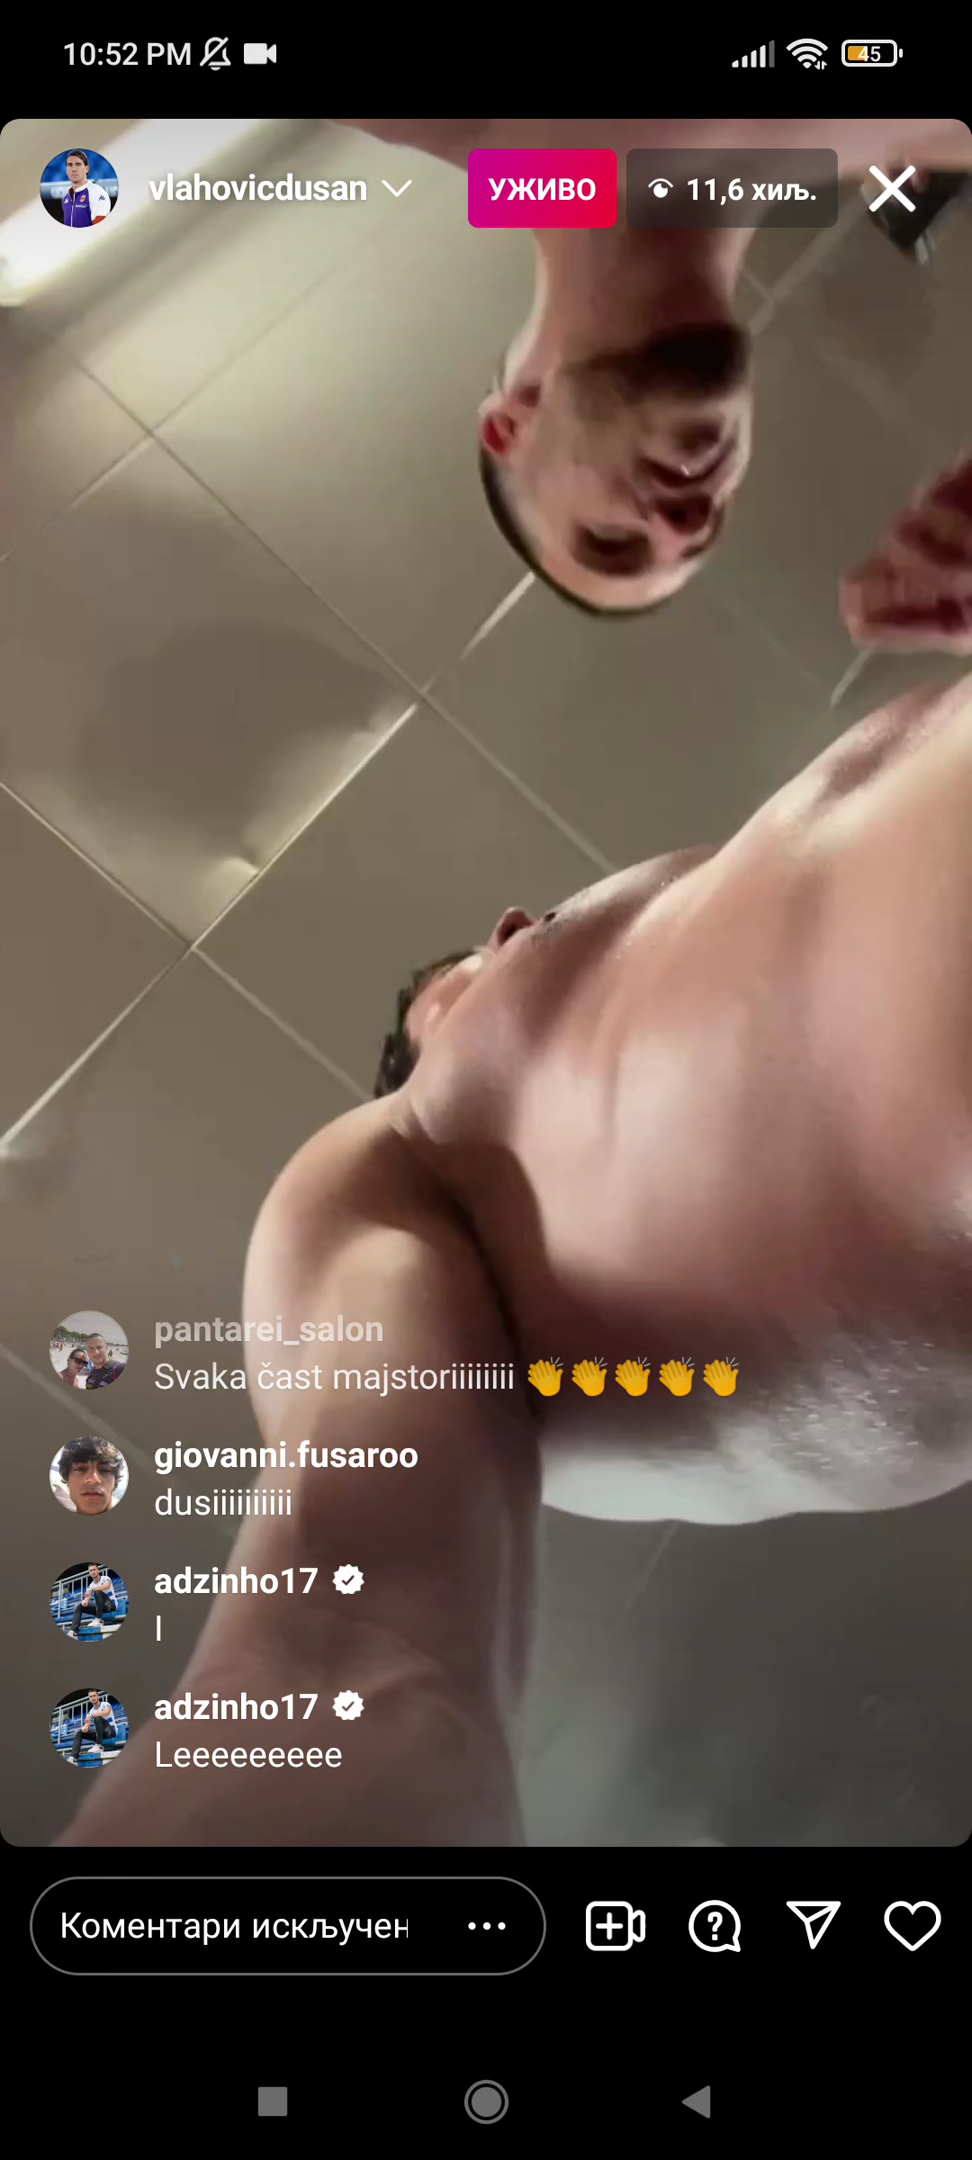 10:52 PM
45
vlahovicdusan
УЖИВО
11,6 хиљ.
pantarei_salon
Svaka čast majstoriiiiiiii 👏👏👏👏👏
giovanni.fusaroo
dusiiiiiiiiii
adzinho17
l
adzinho17
Leeeeeeeee
Коментари искључен